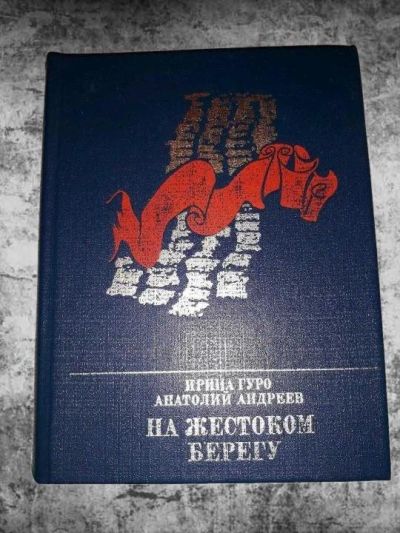 ИРИНА ГУРО
АНАТОЛИЙ АНДРЕЕВ
НА ЖЕСТОКОМ
БЕРЕГУ